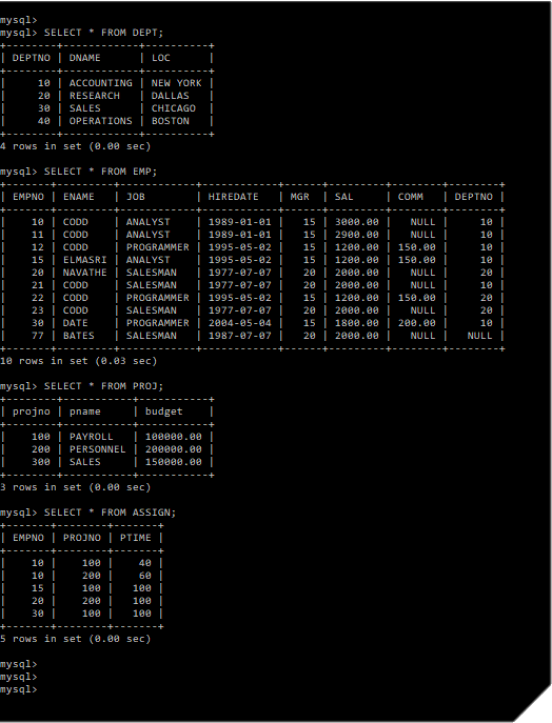 mysql>
mysql> SELECT * FROM DEPT;
+--------+------------+----------+
| DEPTNO | DNAME      | LOC      |
+--------+------------+----------+
|     10 | ACCOUNTING | NEW YORK |
|     20 | RESEARCH   | DALLAS   |
|     30 | SALES      | CHICAGO  |
|     40 | OPERATIONS | BOSTON   |
+--------+------------+----------+
4 rows in set (0.00 sec)
mysql> SELECT * FROM EMP;
+-------+---------+------------+------------+------+---------+--------+--------+
| EMPNO | ENAME   | JOB        | HIREDATE   | MGR  | SAL     | COMM   | DEPTNO |
+-------+---------+------------+------------+------+---------+--------+--------+
|    10 | CODD    | ANALYST    | 1989-01-01 |   15 | 3000.00 |   NULL |     10 |
|    11 | CODD    | ANALYST    | 1989-01-01 |   15 | 2900.00 |   NULL |     10 |
|    12 | CODD    | PROGRAMMER | 1995-05-02 |   15 | 1200.00 | 150.00 |     10 |
|    15 | ELMASRI | ANALYST    | 1995-05-02 |   15 | 1200.00 | 150.00 |     10 |
|    20 | NAVATHE | SALESMAN   | 1977-07-07 |   20 | 2000.00 |   NULL |     20 |
|    21 | CODD    | SALESMAN   | 1977-07-07 |   20 | 2000.00 |   NULL |     10 |
|    22 | CODD    | PROGRAMMER | 1995-05-02 |   15 | 1200.00 | 150.00 |     20 |
|    23 | CODD    | SALESMAN   | 1977-07-07 |   20 | 2000.00 |   NULL |     20 |
|    30 | DATE    | PROGRAMMER | 2004-05-04 |   15 | 1800.00 | 200.00 |     10 |
|    77 | BATES   | SALESMAN   | 1987-07-07 |   20 | 2000.00 |   NULL |   NULL |
+-------+---------+------------+------------+------+---------+--------+--------+
10 rows in set (0.03 sec)
mysql> SELECT * FROM PROJ;
+--------+-----------+-----------+
| projno | pname     | budget    |
+--------+-----------+-----------+
|    100 | PAYROLL   | 100000.00 |
|    200 | PERSONNEL | 200000.00 |
|    300 | SALES     | 150000.00 |
+--------+-----------+-----------+
3 rows in set (0.00 sec)
mysql> SELECT * FROM ASSIGN;
+-------+--------+-------+
| EMPNO | PROJNO | PTIME |
+-------+--------+-------+
|    10 |    100 |    40 |
|    10 |    200 |    60 |
|    15 |    100 |   100 |
|    20 |    200 |   100 |
|    30 |    100 |   100 |
+-------+--------+-------+
5 rows in set (0.00 sec)
mysql>
mysql>
mysql>